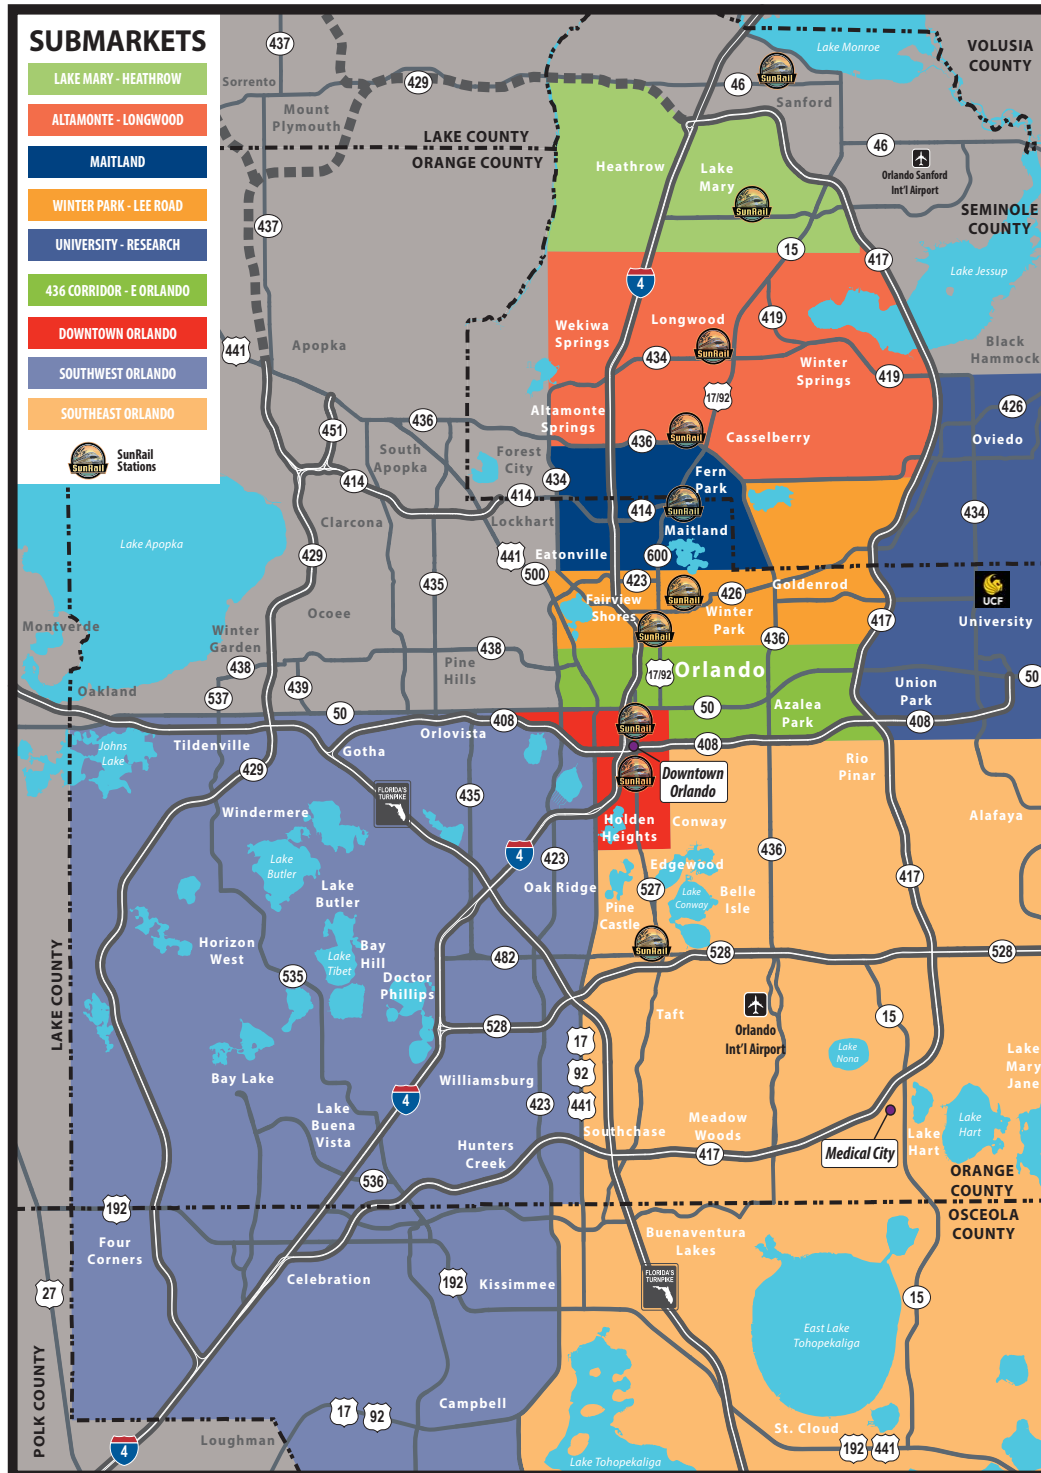 SUBMARKETS
LAKE MARY - HEATHROW
ALTAMONTE - LONGWOOD
MAITLAND
WINTER PARK - LEE ROAD
UNIVERSITY - RESEARCH
436 CORRIDOR - E ORLANDO
DOWNTOWN ORLANDO
SOUTHWEST ORLANDO
SOUTHEAST ORLANDO
SunRail
SunRail
Stations
437
Sorrento
429
Mount
Plymouth
LAKE COUNTY
ORANGE COUNTY
437
46
SunRail
Sanford
Lake Monroe
VOLUSIA
COUNTY
46
Orlando Sanford
Int'l Airport
SEMINOLE
COUNTY
Heathrow
Lake
Mary
SunRail
15
417
Lake Jessup
4
Wekiwa
Springs
Longwood
419
434
SunRail
Winter
Springs
419
Black
Hammock
441
Apopka
17/92
426
Oviedo
Altamonte
Springs
436
SunRail
Casselberry
451
436
South
Apopka
Forest
City
434
Fern
Park
414
414
414
SunRail
Maitland
434
Clarcona
Lockhart
Lake Apopka
429
441
Eatonville
600
500
435
423
SunRail
426
Goldenrod
UCF
University
Fairview
Shores
Winter
Park
417
Ocoee
Montverde
Winter
Garden
438
SunRail
436
438
Pine
Hills
17/92
Orlando
50
Union
Park
Oakland
537
439
50
408
50
Azalea
Park
408
SunRail
Orlovista
Tildenville
Gotha
408
Johns
Lake
429
Rio
Pinar
SunRail
Downtown
Orlando
FLORIDA'S
TURNPIKE
435
Windermere
Holden
Heights
Conway
Alafaya
436
4
423
Lake
Butler
Edgewood
417
Oak Ridge
527
Lake
Conway
Belle
Isle
Lake
Butler
Pine
Castle
Horizon
West
Bay
Hill
Lake
Tibet
482
SunRail
528
528
535
Doctor
Phillips
528
Taft
Orlando
Int'l Airport
15
17
Lake
Nona
Lake
Mary
Jane
LAKE COUNTY
Bay Lake
Williamsburg
92
4
423
441
Lake
Buena
Vista
Meadow
Woods
Lake
Hart
Southchase
Lake
Hart
Hunters
Creek
417
Medical City
536
ORANGE
COUNTY
OSCEOLA
COUNTY
192
Four
Corners
Buenaventura
Lakes
27
Celebration
192
Kissimmee
FLORIDA'S
TURNPIKE
15
East Lake
Tohopekaliga
POLK COUNTY
Campbell
17
92
St. Cloud
4
Loughman
192
441
Lake Tohopekaliga